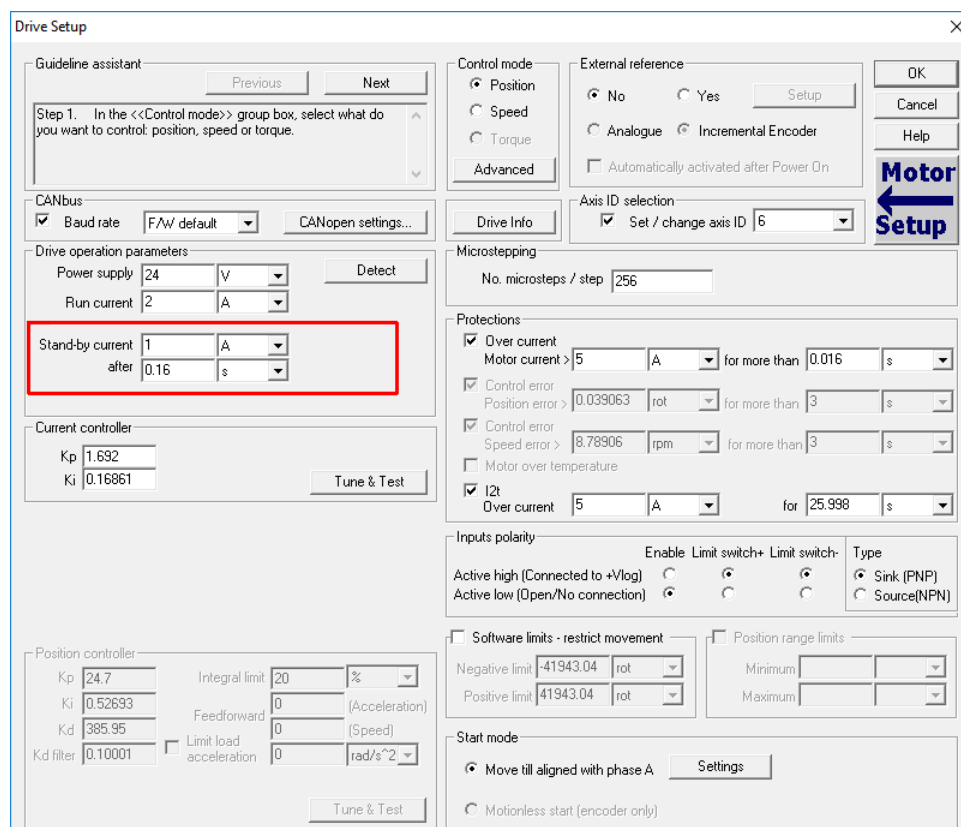 Drive Setup
Guideline assistant
Previous
Next
Step 1. In the <<Control mode>> group box, select what do
you want to control: position, speed or torque.
Control mode
Position
Speed
Torque
Advanced
External reference
No
Yes
Setup
Analogue
Incremental Encoder
Automatically activated after Power On
OK
Cancel
Help
Motor
Setup
CANbus
Baud rate
F/W default
CANopen settings...
Drive Info
Axis ID selection
Set / change axis ID
6
Drive operation parameters
Power supply 24 V
Detect
Run current 2 A
Stand-by current 1 A
after 0.16 s
Microstepping
No. microsteps / step 256
Protections
Over current
Motor current > 5 A for more than 0.016 s
Control error
Position error > 0.039063 rot for more than 3 s
Control error
Speed error > 8.78906 rpm for more than 3 s
Motor over temperature
I2t
Over current 5 A for 25.998 s
Current controller
Kp 1.692
Ki 0.16861
Tune & Test
Inputs polarity
Enable Limit switch+ Limit switch-
Active high (Connected to +Vlog)
Active low (Open/No connection)
Type
Sink (PNP)
Source(NPN)
Software limits - restrict movement
Negative limit -41943.04 rot
Positive limit 41943.04 rot
Position range limits
Minimum
Maximum
Position controller
Kp 24.7
Integral limit 20 %
Ki 0.52693
Feedforward 0 (Acceleration)
Kd 385.95
0 (Speed)
Kd filter 0.10001
Limit load
acceleration 0 rad/s^2
Tune & Test
Start mode
Move till aligned with phase A
Settings
Motionless start (encoder only)